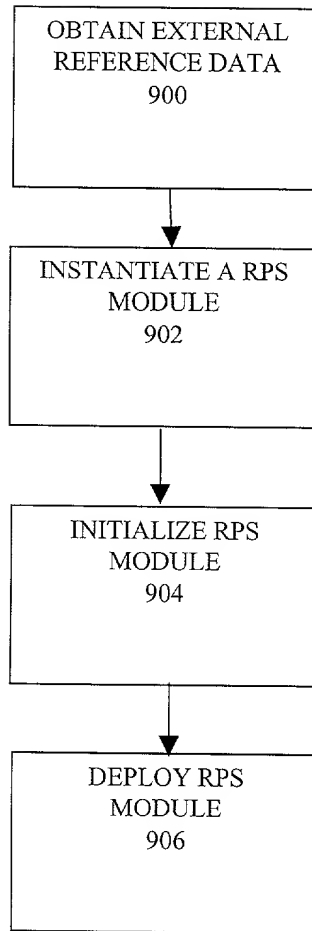 OBTAIN EXTERNAL
REFERENCE DATA
900
INSTANTIATE A RPS
MODULE
902
INITIALIZE RPS
MODULE
904
DEPLOY RPS
MODULE
906